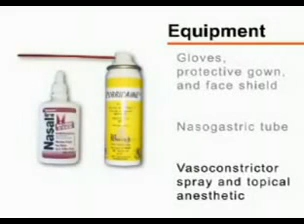 Equipment
Gloves,
protective gown,
and face shield
Nasogastric tube
Vasoconstrictor
spray and topical
anesthetic
Nasal